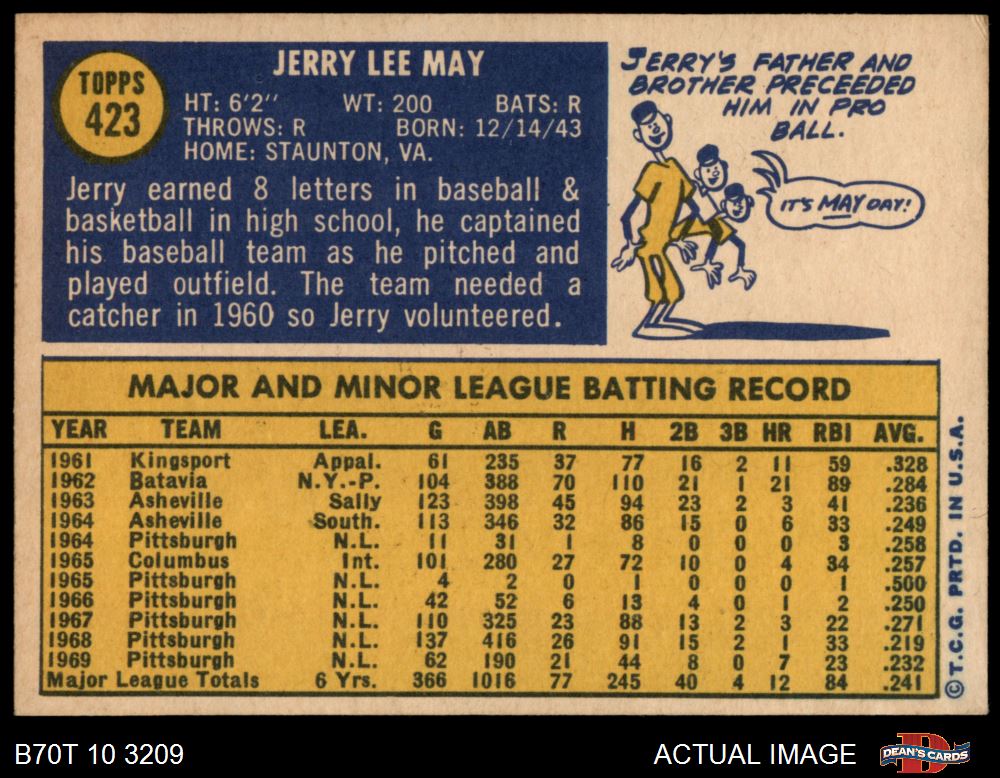 TOPPS
423
JERRY LEE MAY
HT: 6'2" WT: 200 BATS: R
THROWS: R BORN: 12/14/43
HOME: STAUNTON, VA.
Jerry earned 8 letters in baseball &
basketball in high school, he captained
his baseball team as he pitched and
played outfield. The team needed a
catcher in 1960 so Jerry volunteered.
JERRY'S FATHER AND
BROTHER PRECEEDED
HIM IN PRO
BALL.
IT'S MAY DAY!
MAJOR AND MINOR LEAGUE BATTING RECORD
YEAR TEAM LEA. G AB R H 2B 3B HR RBI AVG.
1961 Kingsport Appal. 61 235 37 77 16 2 11 59 .328
1962 Batavia N.Y.-P. 104 388 70 110 21 1 21 89 .284
1963 Asheville Sally 123 398 45 94 23 2 3 41 .236
1964 Asheville South. 113 346 32 86 15 0 6 33 .249
1964 Pittsburgh N.L. 11 31 1 8 0 0 0 3 .258
1965 Columbus Int. 101 280 27 72 10 0 4 34 .257
1965 Pittsburgh N.L. 4 2 0 1 0 0 0 1 .500
1966 Pittsburgh N.L. 42 52 6 13 4 0 1 2 .250
1967 Pittsburgh N.L. 110 325 23 88 13 2 3 22 .271
1968 Pittsburgh N.L. 137 416 26 91 15 2 1 33 .219
1969 Pittsburgh N.L. 62 190 21 44 8 0 7 23 .232
Major League Totals 6 Yrs. 366 1016 77 245 40 4 12 84 .241
© T.C.G. PRTD. IN U.S.A.
B70T 10 3209
ACTUAL IMAGE
DEAN'S CARDS